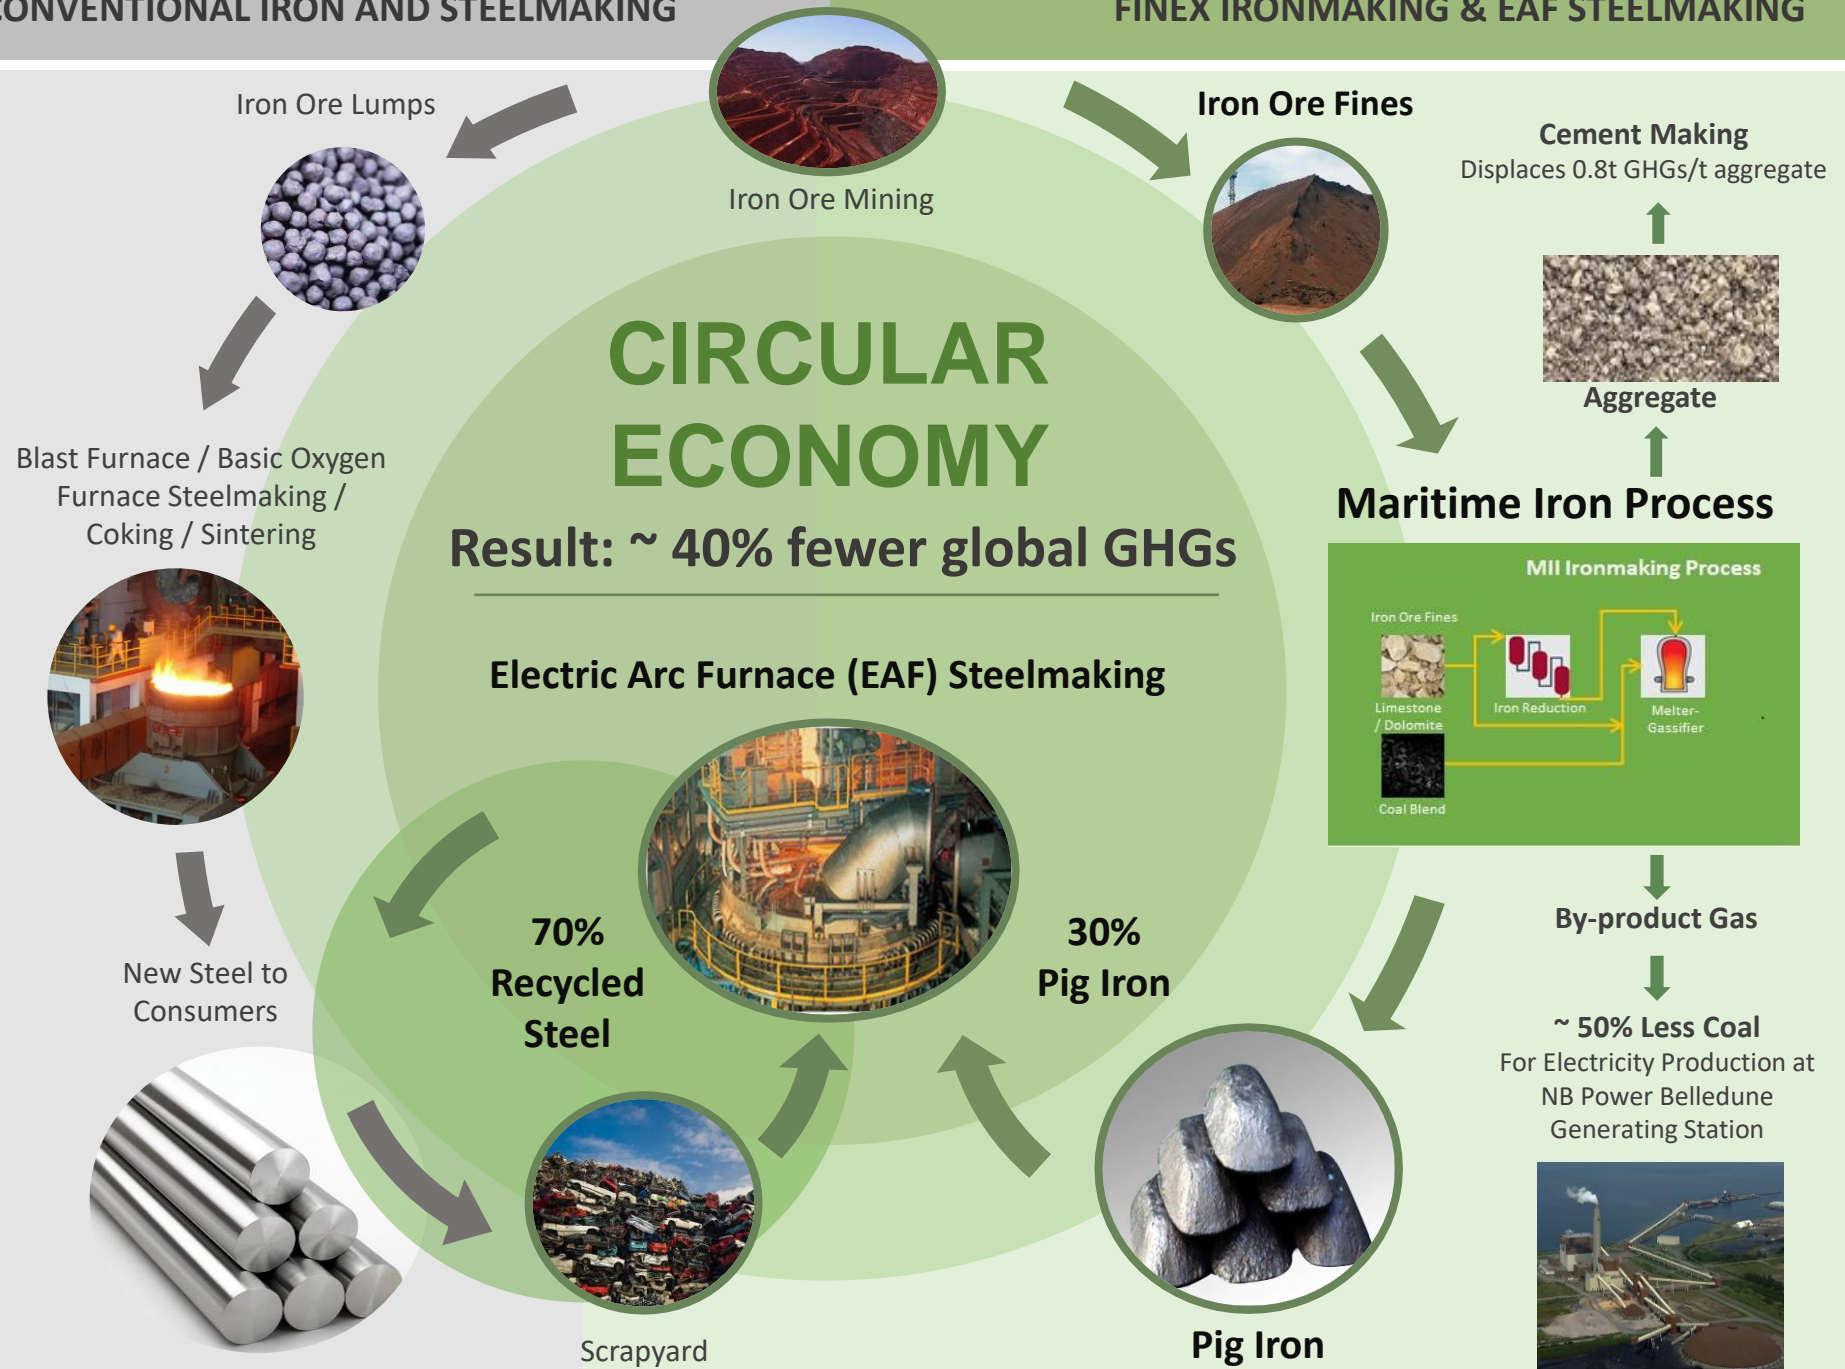 CONVENTIONAL IRON AND STEELMAKING
FINEX IRONMAKING & EAF STEELMAKING
Iron Ore Lumps
Iron Ore Mining
Iron Ore Fines
Cement Making
Displaces 0.8t GHGs/t aggregate
Aggregate
CIRCULAR
ECONOMY
Result: ~ 40% fewer global GHGs
Blast Furnace / Basic Oxygen
Furnace Steelmaking /
Coking / Sintering
Maritime Iron Process
MII Ironmaking Process
Iron Ore Fines
Limestone
/ Dolomite
Iron Reduction
Melter-
Gassifier
Coal Blend
Electric Arc Furnace (EAF) Steelmaking
70%
Recycled
Steel
30%
Pig Iron
By-product Gas
~ 50% Less Coal
For Electricity Production at
NB Power Belledune
Generating Station
New Steel to
Consumers
Scrapyard
Pig Iron